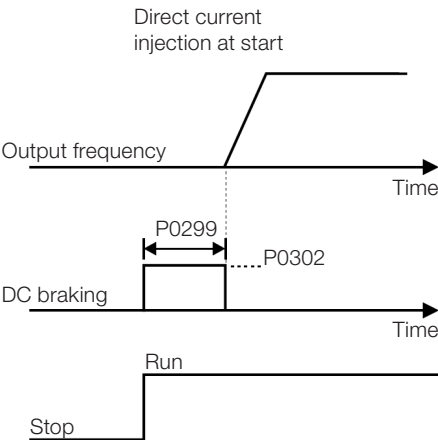 Direct current
injection at start
Output frequency
Time
P0299
P0302
DC braking
Time
Run
Stop